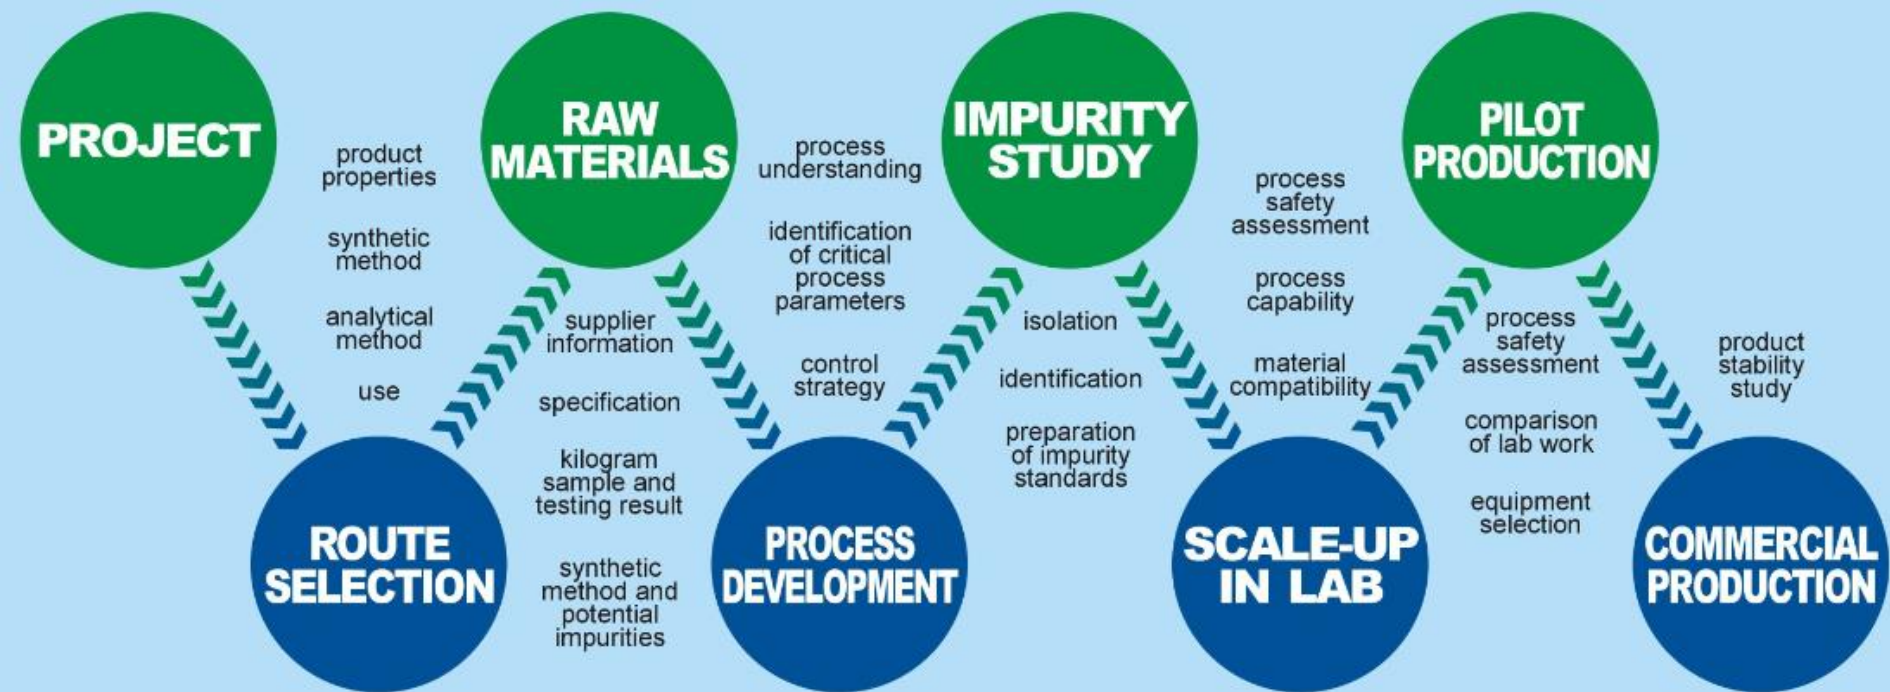 PROJECT
product
properties
synthetic
method
analytical
method
use
ROUTE
SELECTION
RAW
MATERIALS
supplier
information
specification
kilogram
sample and
testing result
synthetic
method and
potential
impurities
process
understanding
identification
of critical
process
parameters
control
strategy
PROCESS
DEVELOPMENT
IMPURITY
STUDY
isolation
identification
preparation
of impurity
standards
process
safety
assessment
process
capability
material
compatibility
SCALE-UP
IN LAB
PILOT
PRODUCTION
process
safety
assessment
comparison
of lab work
equipment
selection
product
stability
study
COMMERCIAL
PRODUCTION